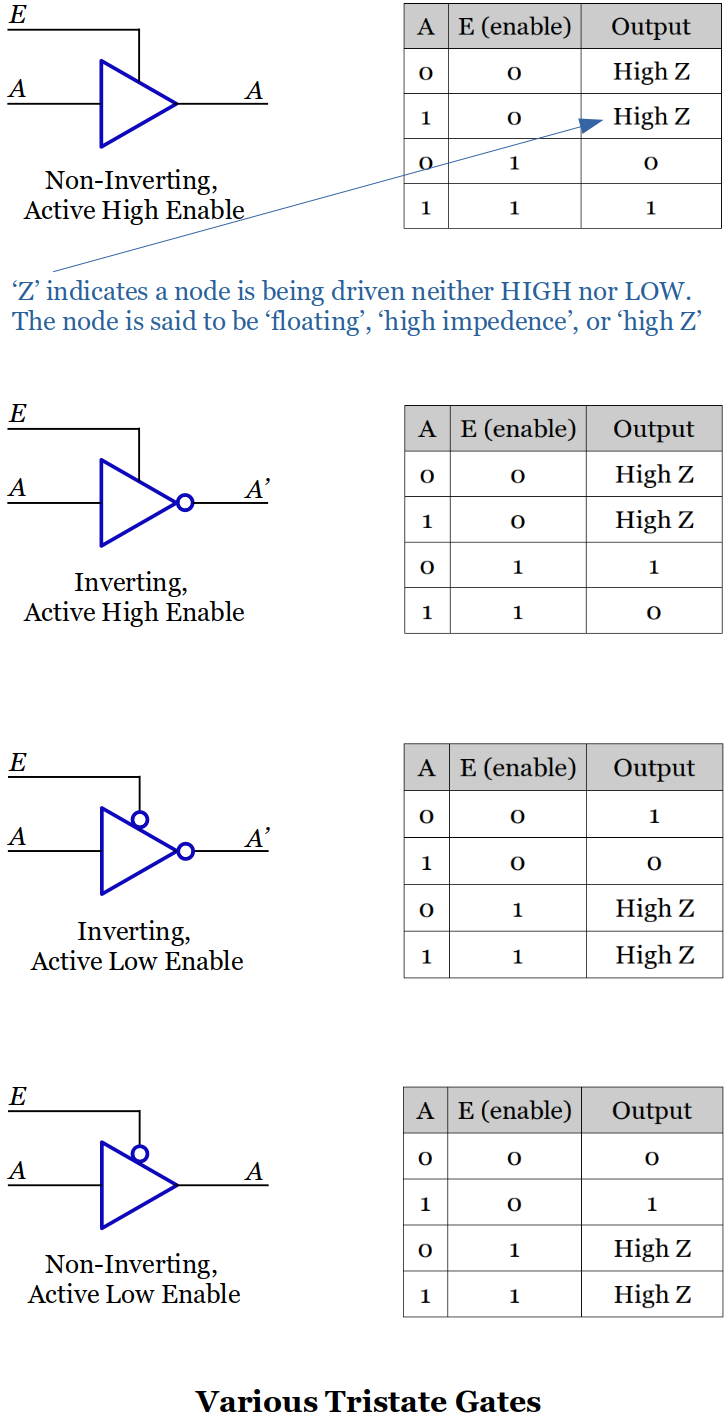 E
A E (enable) Output
A A
0 0 High Z
1 0 High Z
0 1 0
1 1 1
Non-Inverting,
Active High Enable
‘Z’ indicates a node is being driven neither HIGH nor LOW.
The node is said to be ‘floating’, ‘high impedence’, or ‘high Z’
E
A E (enable) Output
A A’
0 0 High Z
1 0 High Z
0 1 1
1 1 0
Inverting,
Active High Enable
E
A E (enable) Output
A A’
0 0 1
1 0 0
0 1 High Z
1 1 High Z
Inverting,
Active Low Enable
E
A E (enable) Output
A A
0 0 0
1 0 1
0 1 High Z
1 1 High Z
Non-Inverting,
Active Low Enable
Various Tristate Gates